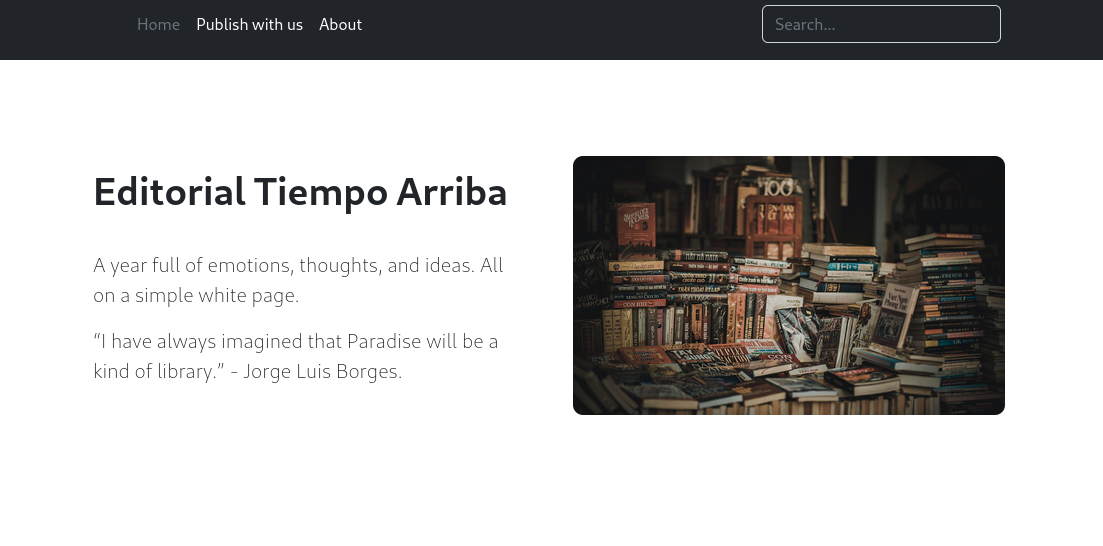 Home Publish with us About Search...
Editorial Tiempo Arriba
A year full of emotions, thoughts, and ideas. All
on a simple white page.
“I have always imagined that Paradise will be a
kind of library.” - Jorge Luis Borges.
100